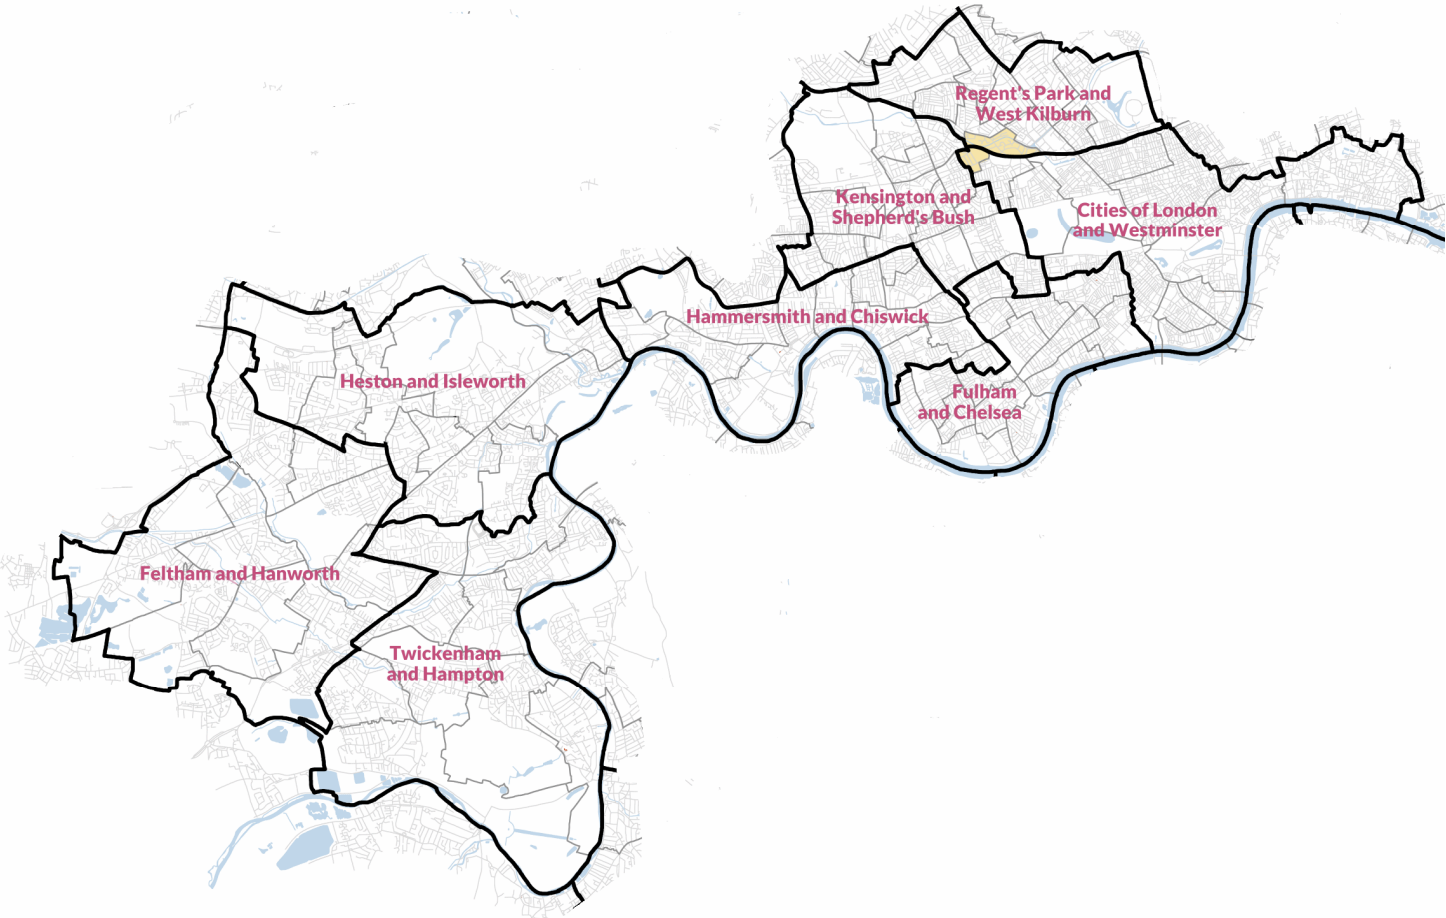 Regent's Park and
West Kilburn
Kensington and
Shepherd's Bush
Cities of London
and Westminster
Hammersmith and Chiswick
Heston and Isleworth
Fulham
and Chelsea
Feltham and Hanworth
Twickenham
and Hampton